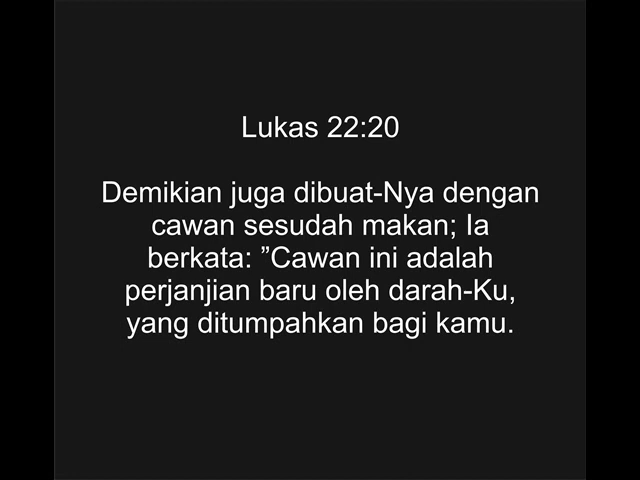 Lukas 22:20
Demikian juga dibuat-Nya dengan
cawan sesudah makan; Ia
berkata: ”Cawan ini adalah
perjanjian baru oleh darah-Ku,
yang ditumpahkan bagi kamu.